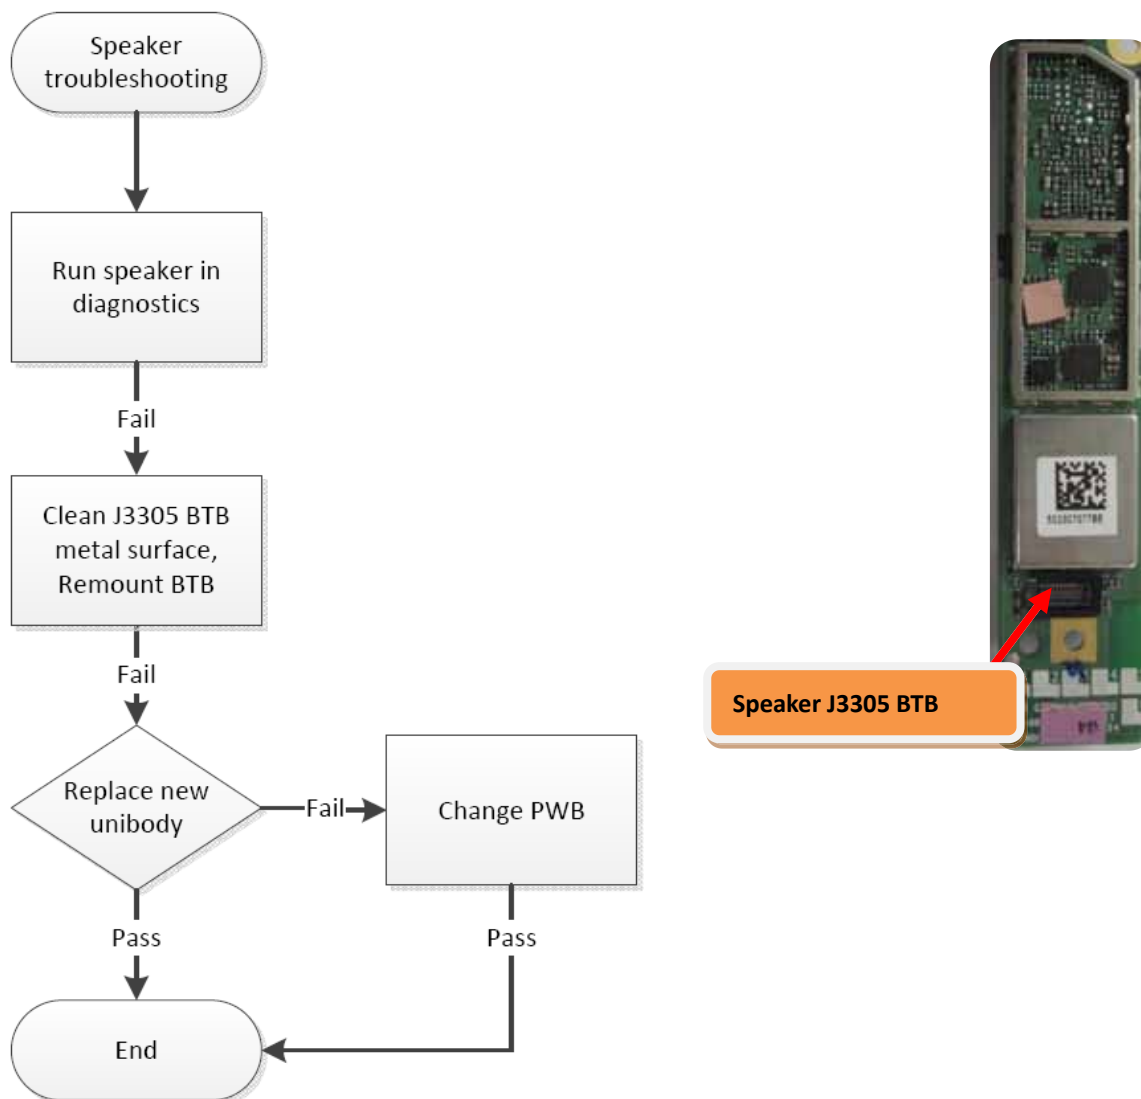 Speaker
troubleshooting
Run speaker in
diagnostics
Fail
Clean J3305 BTB
metal surface,
Remount BTB
Fail
Replace new
unibody
Fail
Change PWB
Pass
Pass
End
Speaker J3305 BTB